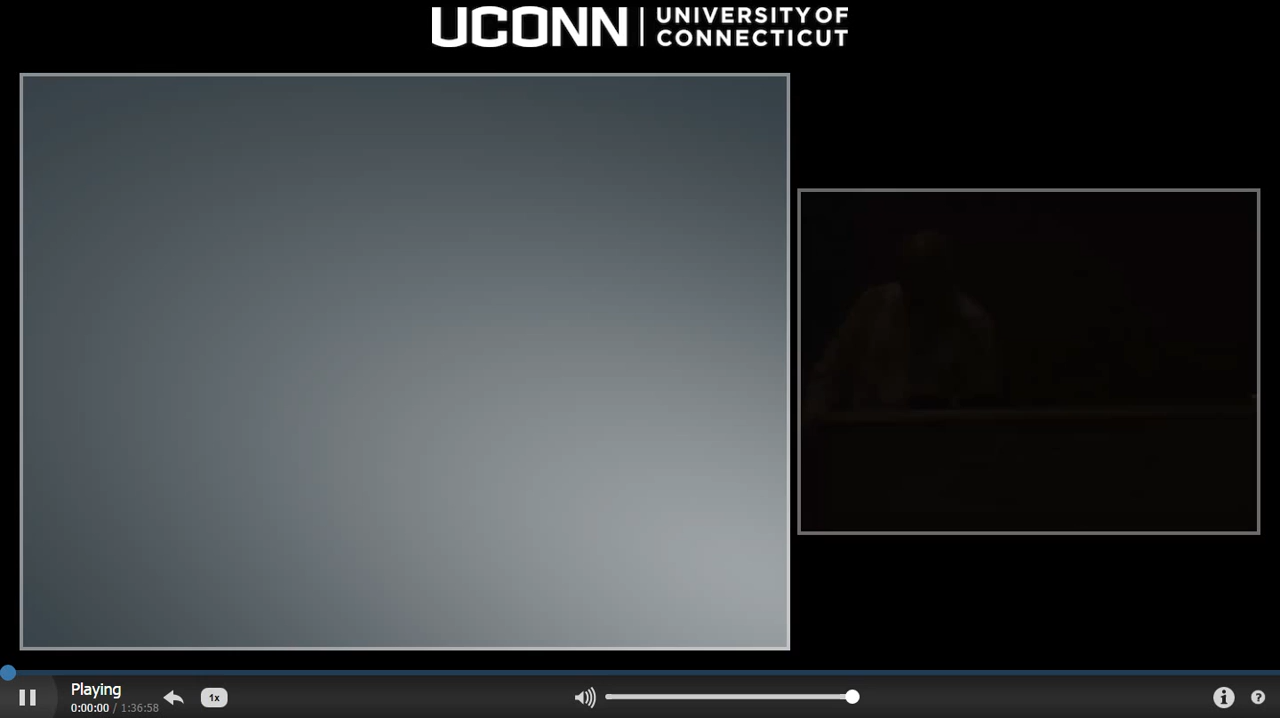 UCONN
UNIVERSITY OF
CONNECTICUT
Playing
0:00:00 / 1:36:58
1x